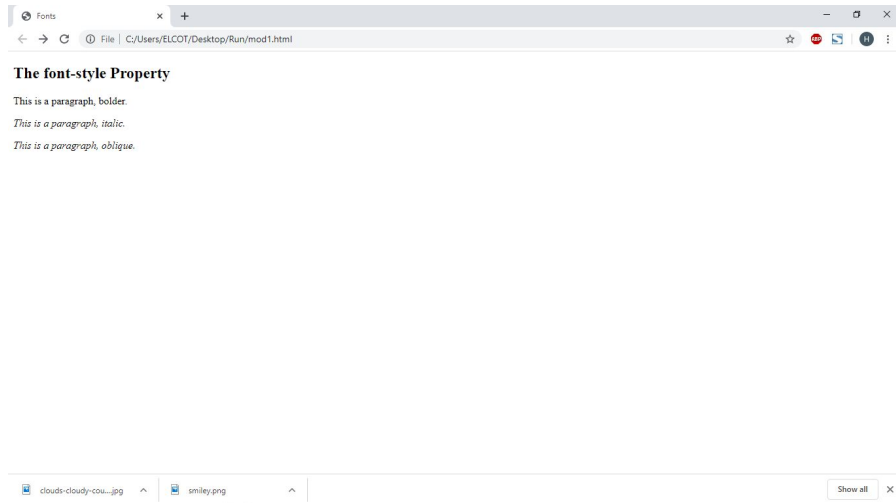 Fonts
File | C:/Users/ELCOT/Desktop/Run/mod1.html
ABP
H
The font-style Property
This is a paragraph, bolder.
This is a paragraph, italic.
This is a paragraph, oblique.
clouds-cloudy-cou....jpg
smiley.png
Show all